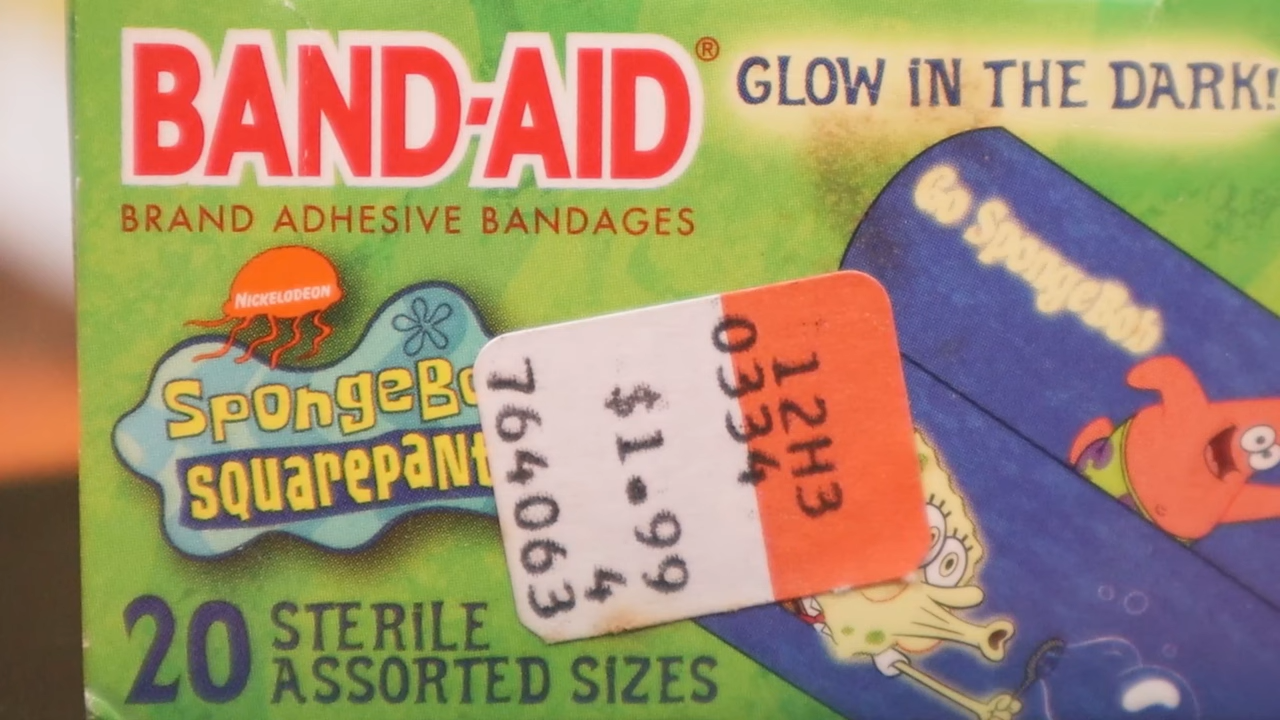 BAND-AID®
BRAND ADHESIVE BANDAGES
GLOW IN THE DARK!
Go SpongeBob
NICKELODEON
SpongeBo
SQUAREPANT
12H3
0334
$1.99
4
764063
20 STERILE
ASSORTED SIZES